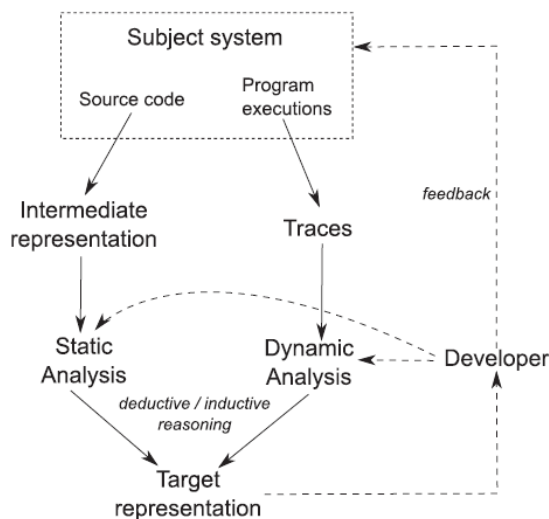 Subject system
Source code
Program
executions
feedback
Intermediate
representation
Traces
Static
Analysis
Dynamic
Analysis
Developer
deductive / inductive
reasoning
Target
representation